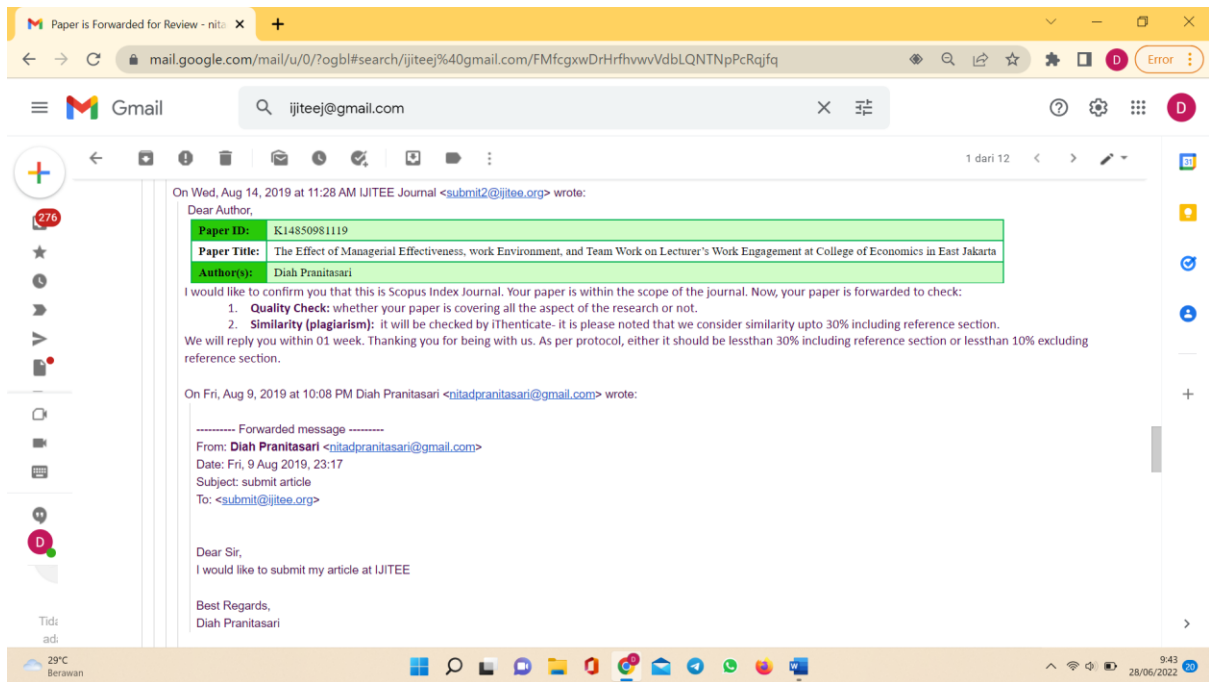 Paper is Forwarded for Review - nita
mail.google.com/mail/u/0/?ogbl#search/ijiteej%40gmail.com/FMfcgxwDrHrfhvwvVdbLQNTNpPcRqjfq
D
Error
Gmail
ijiteej@gmail.com
D
1 dari 12
31
276
On Wed, Aug 14, 2019 at 11:28 AM IJITEE Journal <submit2@ijitee.org> wrote:
Dear Author,
Paper ID: K14850981119
Paper Title: The Effect of Managerial Effectiveness, work Environment, and Team Work on Lecturer's Work Engagement at College of Economics in East Jakarta
Author(s): Diah Pranitasari
I would like to confirm you that this is Scopus Index Journal. Your paper is within the scope of the journal. Now, your paper is forwarded to check:
1. Quality Check: whether your paper is covering all the aspect of the research or not.
2. Similarity (plagiarism): it will be checked by iThenticate- it is please noted that we consider similarity upto 30% including reference section.
We will reply you within 01 week. Thanking you for being with us. As per protocol, either it should be lessthan 30% including reference section or lessthan 10% excluding
reference section.
On Fri, Aug 9, 2019 at 10:08 PM Diah Pranitasari <nitadpranitasari@gmail.com> wrote:
---------- Forwarded message ---------
From: Diah Pranitasari <nitadpranitasari@gmail.com>
Date: Fri, 9 Aug 2019, 23:17
Subject: submit article
To: <submit@ijitee.org>
Dear Sir,
I would like to submit my article at IJITEE
Best Regards,
Diah Pranitasari
D
Tida
ada
29°C
Berawan
9:43
28/06/2022
20